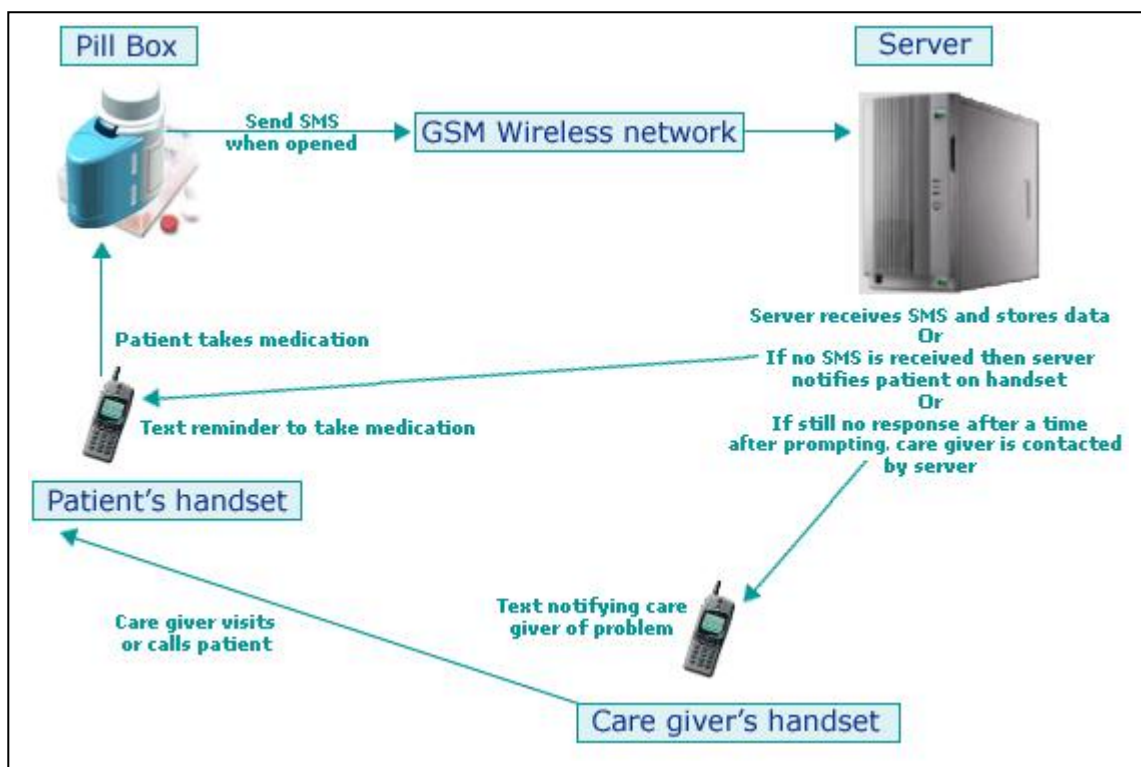 Pill Box
Server
Send SMS
when opened
GSM Wireless network
Server receives SMS and stores data
Or
If no SMS is received then server
notifies patient on handset
Or
If still no response after a time
after prompting, care giver is contacted
by server
Patient takes medication
Text reminder to take medication
Patient's handset
Text notifying care
giver of problem
Care giver visits
or calls patient
Care giver's handset